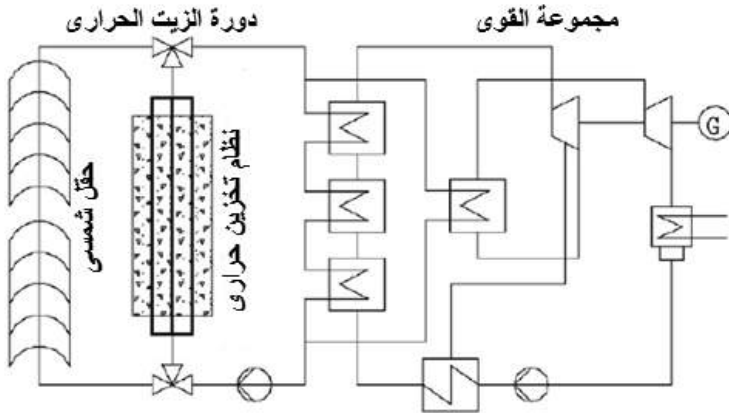 مجموعة القوى
دورة الزيت الحرارى
حقل شمسى
نظام تخزين حرارى
G